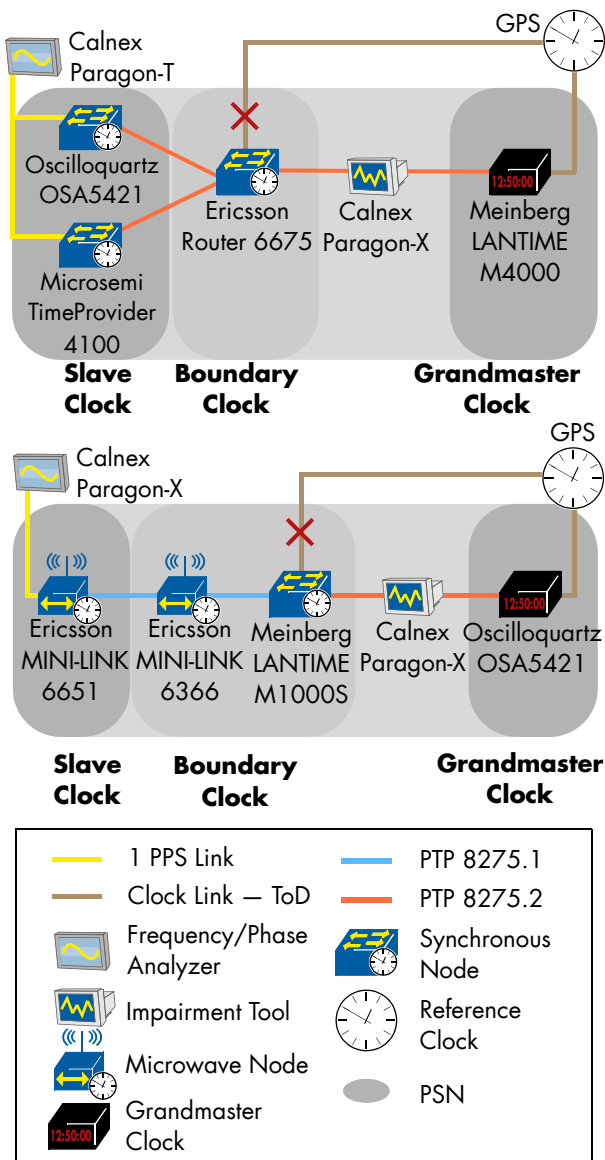 GPS
Calnex
Paragon-T
Oscilloquartz
OSA5421
Microsemi
TimeProvider
4100
Ericsson
Router 6675
Calnex
Paragon-X
12:50:00
Meinberg
LANTIME
M4000
Slave
Clock
Boundary
Clock
Grandmaster
Clock
GPS
Calnex
Paragon-X
Ericsson
MINI-LINK
6651
Ericsson
MINI-LINK
6366
Meinberg
LANTIME
M1000S
Calnex
Paragon-X
12:50:00
Oscilloquartz
OSA5421
Slave
Clock
Boundary
Clock
Grandmaster
Clock
1 PPS Link
Clock Link — ToD
Frequency/Phase
Analyzer
Impairment Tool
Microwave Node
12:50:00
Grandmaster
Clock
PTP 8275.1
PTP 8275.2
Synchronous
Node
Reference
Clock
PSN